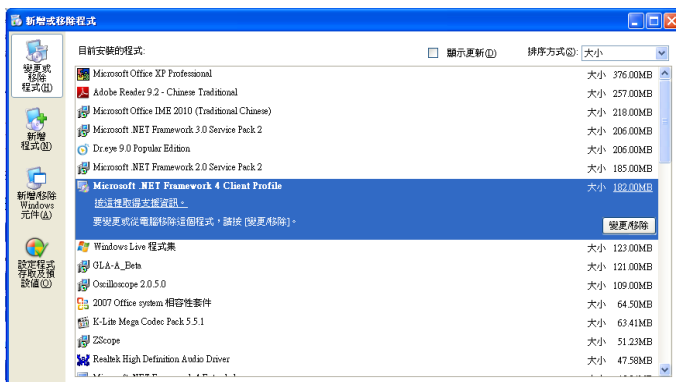 新增或移除程式
變更或
移除
程式(H)
新增
程式(N)
新增/移除
Windows
元件(A)
設定程式
存取及預
設值(O)
目前安裝的程式:
顯示更新(D)
排序方式(S): 大小
Microsoft Office XP Professional 大小 376.00MB
Adobe Reader 9.2 - Chinese Traditional 大小 257.00MB
Microsoft Office IME 2010 (Traditional Chinese) 大小 218.00MB
Microsoft .NET Framework 3.0 Service Pack 2 大小 206.00MB
Dr.eye 9.0 Popular Edition 大小 206.00MB
Microsoft .NET Framework 2.0 Service Pack 2 大小 185.00MB
Microsoft .NET Framework 4 Client Profile 大小 182.00MB
按這裡取得支援資訊。
要變更或從電腦移除這個程式，請按 [變更/移除]。
變更/移除
Windows Live 程式集 大小 123.00MB
GLA-A_Beta 大小 121.00MB
Oscilloscope 2.0.5.0 大小 109.00MB
2007 Office system 相容性套件 大小 64.50MB
K-Lite Mega Codec Pack 5.5.1 大小 63.41MB
ZScope 大小 51.23MB
Realtek High Definition Audio Driver 大小 47.58MB